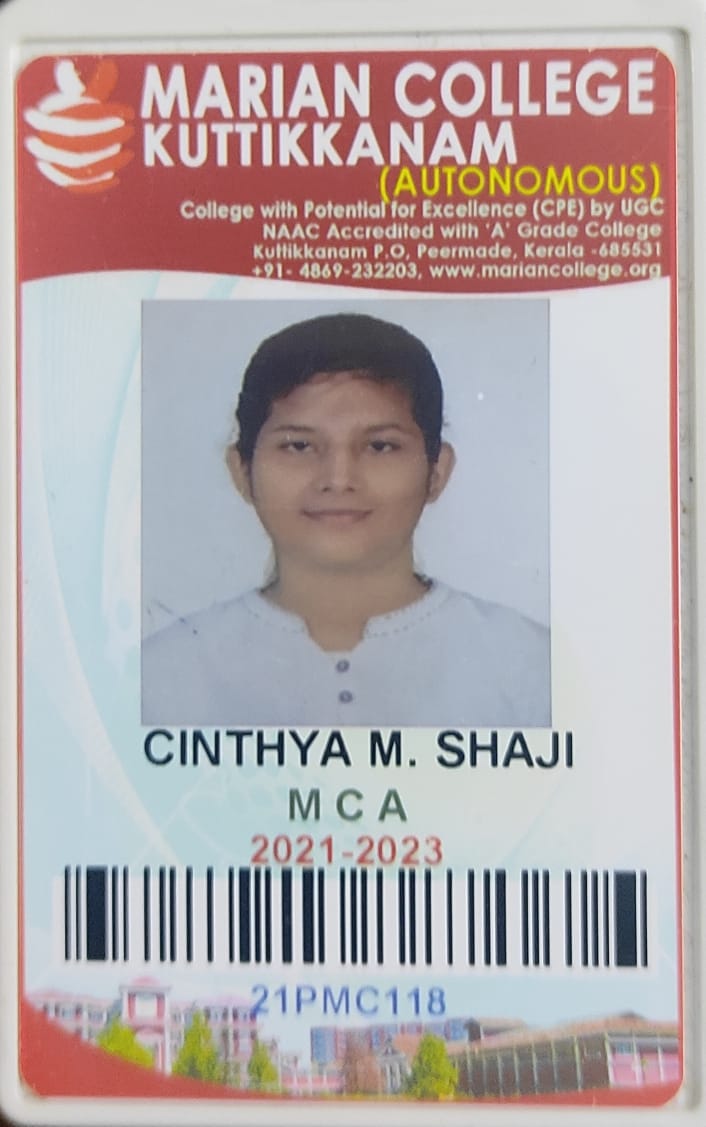 MARIAN COLLEGE
KUTTIKKANAM
(AUTONOMOUS)
College with Potential for Excellence (CPE) by UGC
NAAC Accredited with 'A' Grade College
Kuttikkanam P.O, Peermade, Kerala -685531
+91- 4869-232203, www.mariancollege.org
CINTHYA M. SHAJI
M C A
2021-2023
21PMC118